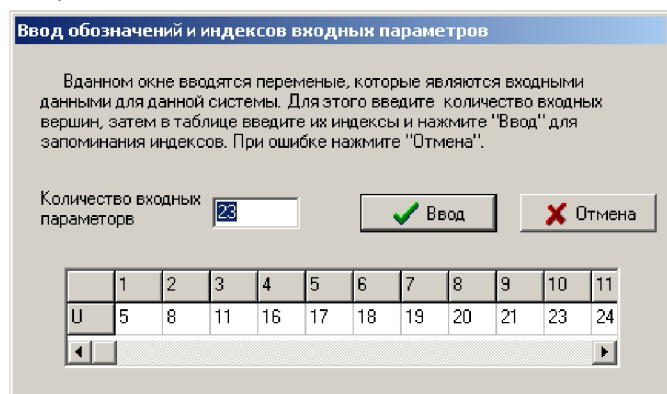 Ввод обозначений и индексов входных параметров
Вданном окне вводятся переменые, которые являются входными
данными для данной системы. Для этого введите количество входных
вершин, затем в таблице введите их индексы и нажмите "Ввод" для
запоминания индексов. При ошибке нажмите "Отмена".
Количество входных
параметорв
23
Ввод
Отмена
1 2 3 4 5 6 7 8 9 10 11
U 5 8 11 16 17 18 19 20 21 23 24